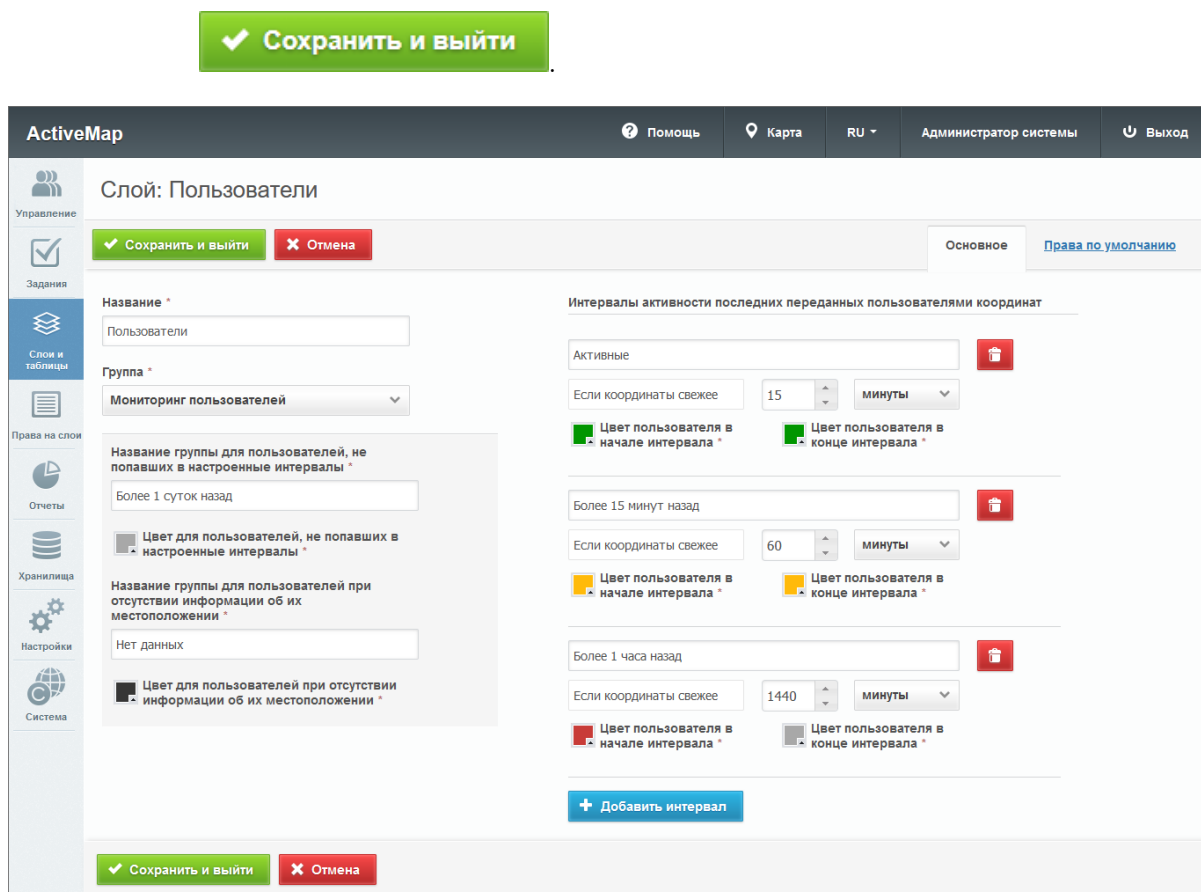 Сохранить и выйти.
ActiveMap
Помощь
Карта
RU
Администратор системы
Выход
Управление
Задания
Слои и
таблицы
Права на слои
Отчеты
Хранилища
Настройки
Система
Слой: Пользователи
Сохранить и выйти
Отмена
Основное
Права по умолчанию
Название *
Пользователи
Группа *
Мониторинг пользователей
Название группы для пользователей, не
попавших в настроенные интервалы *
Более 1 суток назад
Цвет для пользователей, не попавших в
настроенные интервалы *
Название группы для пользователей при
отсутствии информации об их
местоположении *
Нет данных
Цвет для пользователей при отсутствии
информации об их местоположении *
Интервалы активности последних переданных пользователями координат
Активные
Если координаты свежее
15
минуты
Цвет пользователя в
начале интервала *
Цвет пользователя в
конце интервала *
Более 15 минут назад
Если координаты свежее
60
минуты
Цвет пользователя в
начале интервала *
Цвет пользователя в
конце интервала *
Более 1 часа назад
Если координаты свежее
1440
минуты
Цвет пользователя в
начале интервала *
Цвет пользователя в
конце интервала *
Добавить интервал
Сохранить и выйти
Отмена